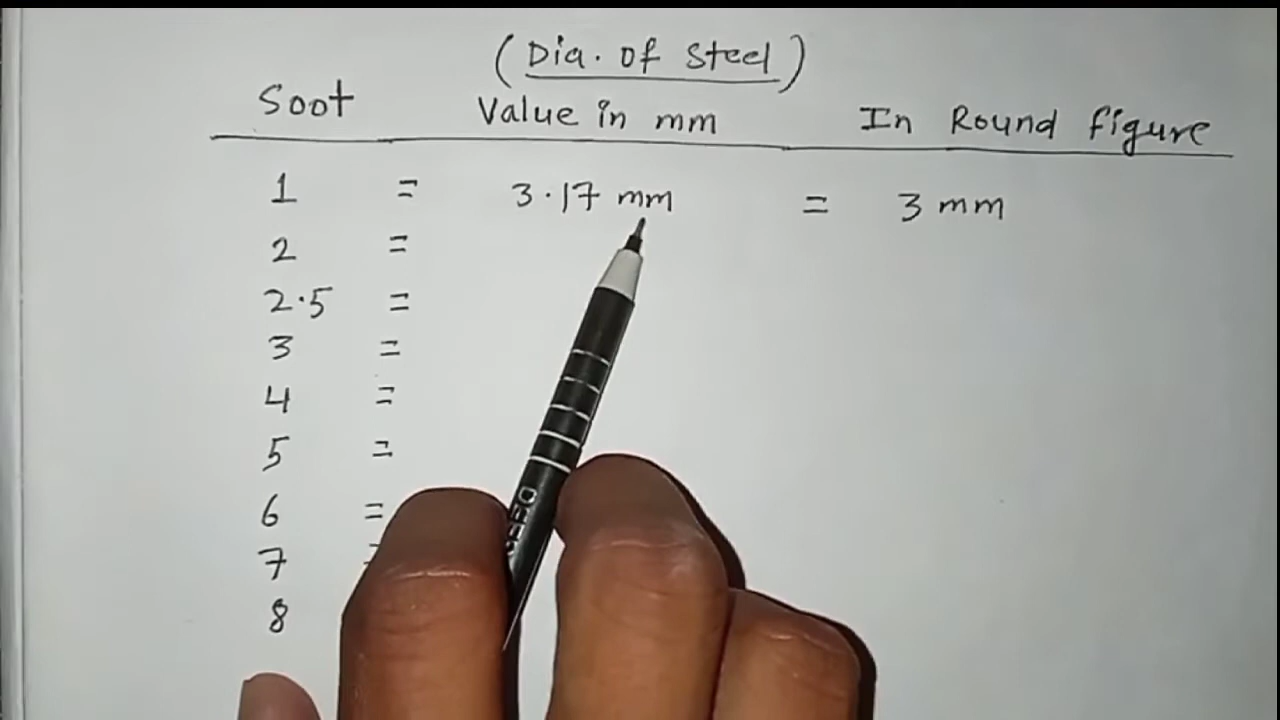 (Dia. of Steel)
Soot Value in mm In Round figure
1 = 3.17 mm = 3 mm
2 =
2.5 =
3 =
4 =
5 =
6 =
7 =
8